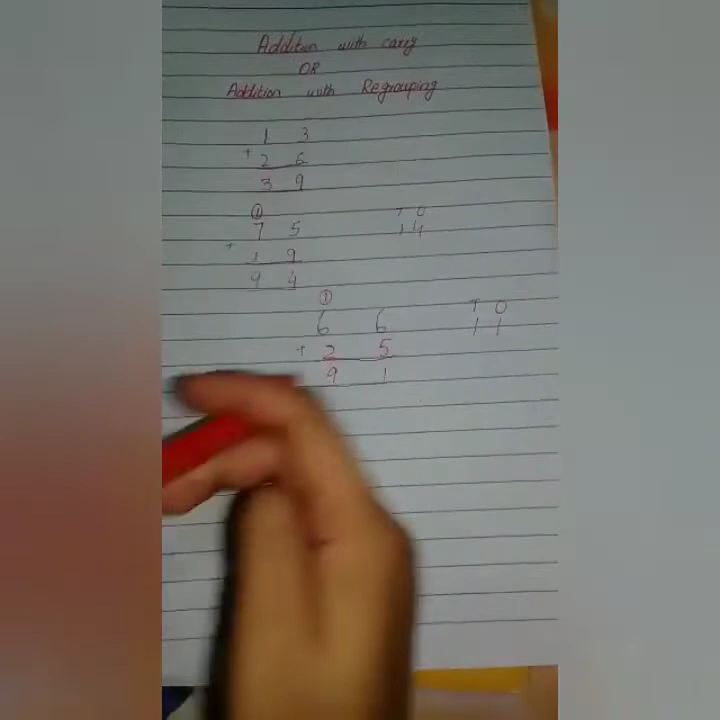 Addition with carry
OR
Addition with Regrouping
1 3
+ 2 6
3 9
①
7 5 T O
+ 1 9 1 4
9 4
①
6 6 T O
+ 2 5 1 1
9 1